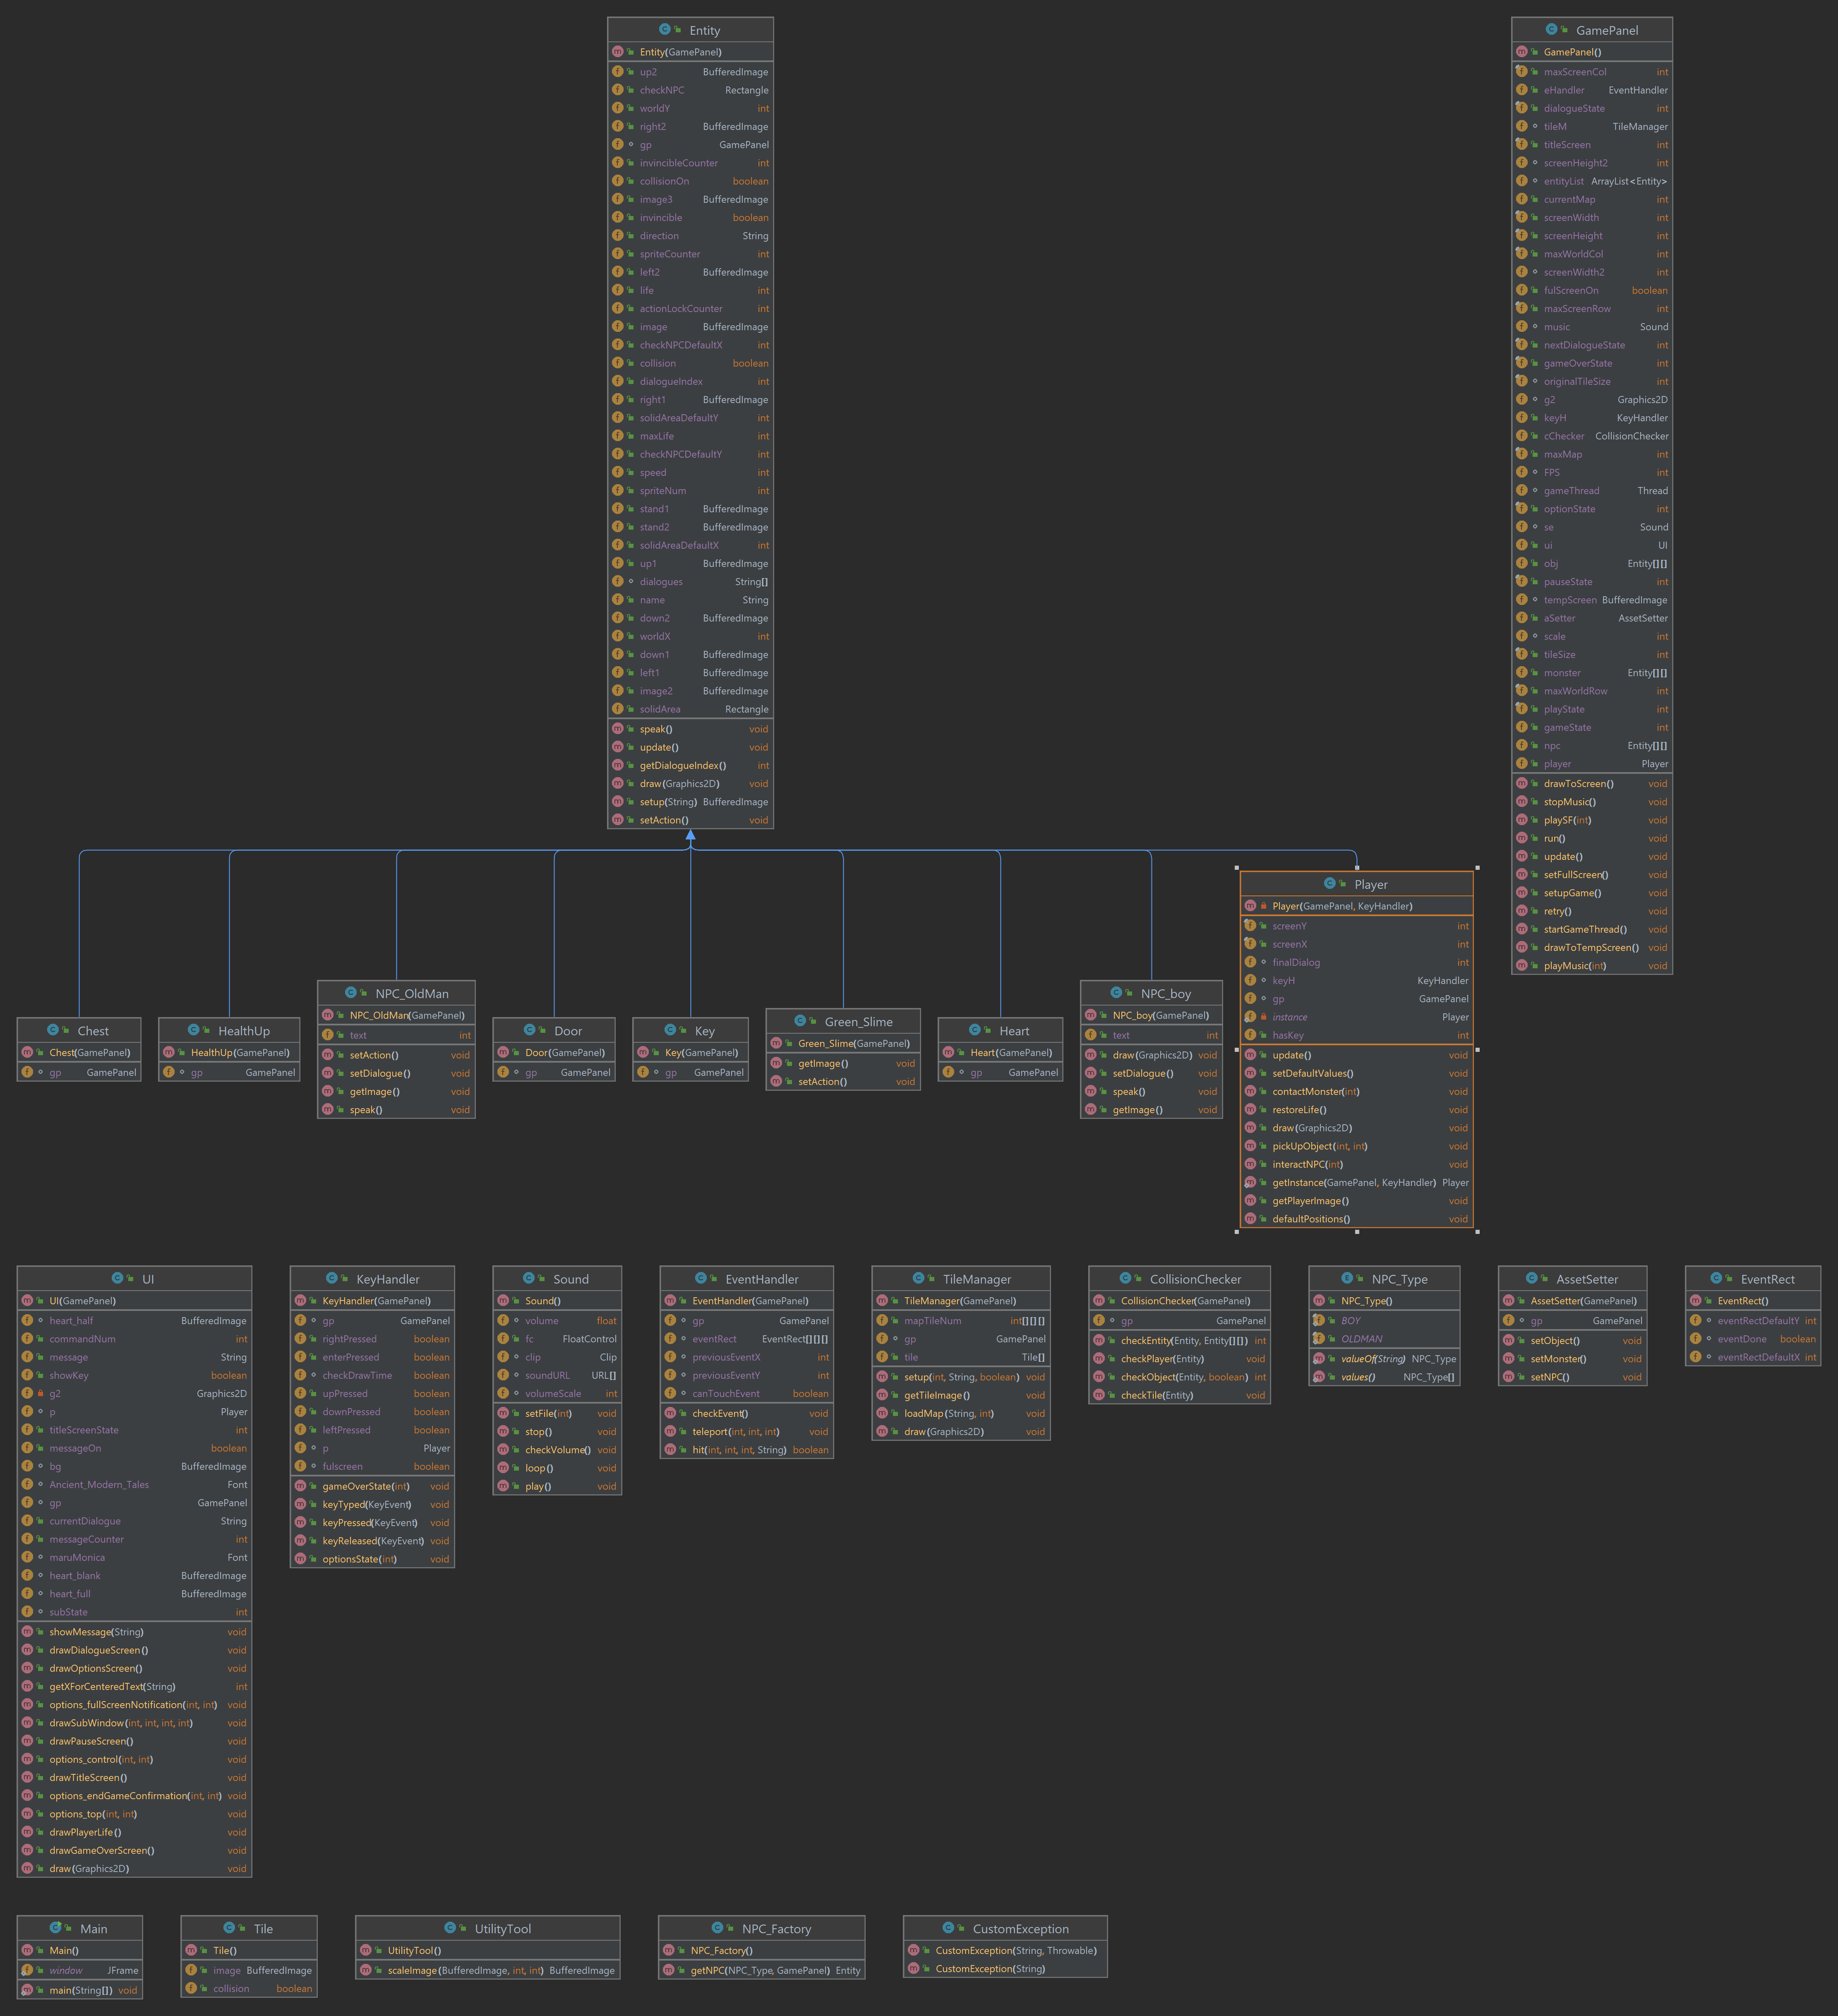 Entity
Entity(GamePanel)
up2 BufferedImage
checkNPC Rectangle
worldY int
right2 BufferedImage
gp GamePanel
invincibleCounter int
collisionOn boolean
image3 BufferedImage
invincible boolean
direction String
spriteCounter int
left2 BufferedImage
life int
actionLockCounter int
image BufferedImage
checkNPCDefaultX int
collision boolean
dialogueIndex int
right1 BufferedImage
solidAreaDefaultY int
maxLife int
checkNPCDefaultY int
speed int
spriteNum int
stand1 BufferedImage
stand2 BufferedImage
solidAreaDefaultX int
up1 BufferedImage
dialogues String[]
name String
down2 BufferedImage
worldX int
down1 BufferedImage
left1 BufferedImage
image2 BufferedImage
solidArea Rectangle
speak() void
update() void
getDialogueIndex() int
draw(Graphics2D) void
setup(String) BufferedImage
setAction() void
GamePanel
GamePanel()
maxScreenCol int
eHandler EventHandler
dialogueState int
tileM TileManager
titleScreen int
screenHeight2 int
entityList ArrayList<Entity>
currentMap int
screenWidth int
screenHeight int
maxWorldCol int
screenWidth2 int
fulScreenOn boolean
maxScreenRow int
music Sound
nextDialogueState int
gameOverState int
originalTileSize int
g2 Graphics2D
keyH KeyHandler
cChecker CollisionChecker
maxMap int
FPS int
gameThread Thread
optionState int
se Sound
ui UI
obj Entity[][]
pauseState int
tempScreen BufferedImage
aSetter AssetSetter
scale int
tileSize int
monster Entity[][]
maxWorldRow int
playState int
gameState int
npc Entity[][]
player Player
drawToScreen() void
stopMusic() void
playSF(int) void
run() void
update() void
setFullScreen() void
setupGame() void
retry() void
startGameThread() void
drawToTempScreen() void
playMusic(int) void
Chest
Chest(GamePanel)
gp GamePanel
HealthUp
HealthUp(GamePanel)
gp GamePanel
NPC_OldMan
NPC_OldMan(GamePanel)
text int
setAction() void
setDialogue() void
getImage() void
speak() void
Door
Door(GamePanel)
gp GamePanel
Key
Key(GamePanel)
gp GamePanel
Green_Slime
Green_Slime(GamePanel)
getImage() void
setAction() void
Heart
Heart(GamePanel)
gp GamePanel
NPC_boy
NPC_boy(GamePanel)
text int
draw(Graphics2D) void
setDialogue() void
speak() void
getImage() void
Player
Player(GamePanel, KeyHandler)
screenY int
screenX int
finalDialog int
keyH KeyHandler
gp GamePanel
instance Player
hasKey int
update() void
setDefaultValues() void
contactMonster(int) void
restoreLife() void
draw(Graphics2D) void
pickUpObject(int, int) void
interactNPC(int) void
getInstance(GamePanel, KeyHandler) Player
getPlayerImage() void
defaultPositions() void
UI
UI(GamePanel)
heart_half BufferedImage
commandNum int
message String
showKey boolean
g2 Graphics2D
p Player
titleScreenState int
messageOn boolean
bg BufferedImage
Ancient_Modern_Tales Font
gp GamePanel
currentDialogue String
messageCounter int
maruMonica Font
heart_blank BufferedImage
heart_full BufferedImage
subState int
showMessage(String) void
drawDialogueScreen() void
drawOptionsScreen() void
getXForCenteredText(String) int
options_fullScreenNotification(int, int) void
drawSubWindow(int, int, int, int) void
drawPauseScreen() void
options_control(int, int) void
drawTitleScreen() void
options_endGameConfirmation(int, int) void
options_top(int, int) void
drawPlayerLife() void
drawGameOverScreen() void
draw(Graphics2D) void
KeyHandler
KeyHandler(GamePanel)
gp GamePanel
rightPressed boolean
enterPressed boolean
checkDrawTime boolean
upPressed boolean
downPressed boolean
leftPressed boolean
p Player
fulscreen boolean
gameOverState(int) void
keyTyped(KeyEvent) void
keyPressed(KeyEvent) void
keyReleased(KeyEvent) void
optionsState(int) void
Sound
Sound()
volume float
fc FloatControl
clip Clip
soundURL URL[]
volumeScale int
setFile(int) void
stop() void
checkVolume() void
loop() void
play() void
EventHandler
EventHandler(GamePanel)
gp GamePanel
eventRect EventRect[][][]
previousEventX int
previousEventY int
canTouchEvent boolean
checkEvent() void
teleport(int, int, int) void
hit(int, int, int, String) boolean
TileManager
TileManager(GamePanel)
mapTileNum int[][][]
gp GamePanel
tile Tile[]
setup(int, String, boolean) void
getTileImage() void
loadMap(String, int) void
draw(Graphics2D) void
CollisionChecker
CollisionChecker(GamePanel)
gp GamePanel
checkEntity(Entity, Entity[][]) int
checkPlayer(Entity) void
checkObject(Entity, boolean) int
checkTile(Entity) void
NPC_Type
NPC_Type()
BOY
OLDMAN
valueOf(String) NPC_Type
values() NPC_Type[]
AssetSetter
AssetSetter(GamePanel)
gp GamePanel
setObject() void
setMonster() void
setNPC() void
EventRect
EventRect()
eventRectDefaultY int
eventDone boolean
eventRectDefaultX int
Main
Main()
window JFrame
main(String[]) void
Tile
Tile()
image BufferedImage
collision boolean
UtilityTool
UtilityTool()
scaleImage(BufferedImage, int, int) BufferedImage
NPC_Factory
NPC_Factory()
getNPC(NPC_Type, GamePanel) Entity
CustomException
CustomException(String, Throwable)
CustomException(String)